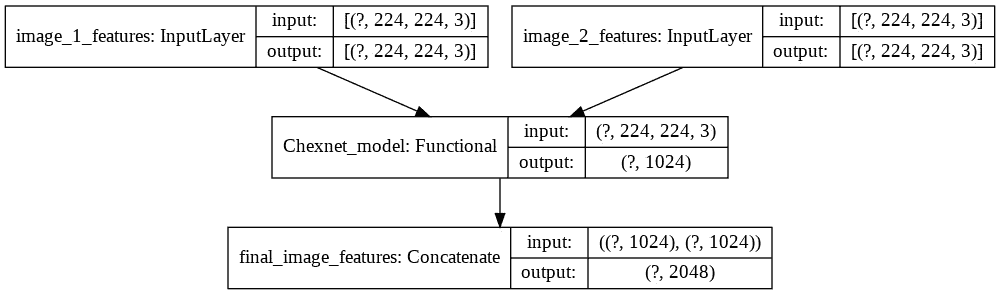 image_1_features: InputLayer
input: [(?, 224, 224, 3)]
output: [(?, 224, 224, 3)]
image_2_features: InputLayer
input: [(?, 224, 224, 3)]
output: [(?, 224, 224, 3)]
Chexnet_model: Functional
input: (?, 224, 224, 3)
output: (?, 1024)
final_image_features: Concatenate
input: ((?, 1024), (?, 1024))
output: (?, 2048)